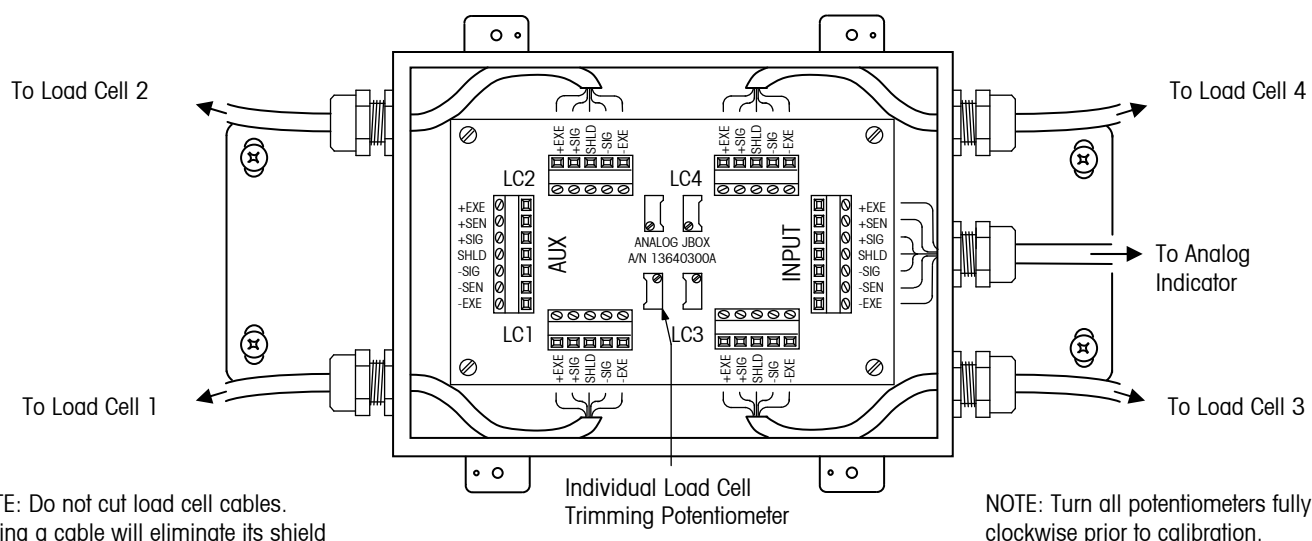 To Load Cell 2
To Load Cell 4
+EXE
+SIG
SHLD
-SIG
-EXE
+EXE
+SIG
SHLD
-SIG
-EXE
LC2
LC4
+EXE
+SEN
+SIG
SHLD
-SIG
-SEN
-EXE
AUX
ANALOG JBOX
A/N 13640300A
INPUT
+EXE
+SEN
+SIG
SHLD
-SIG
-SEN
-EXE
To Analog
Indicator
LC1
LC3
+EXE
+SIG
SHLD
-SIG
-EXE
+EXE
+SIG
SHLD
-SIG
-EXE
To Load Cell 1
To Load Cell 3
Individual Load Cell
Trimming Potentiometer
TE: Do not cut load cell cables.
ing a cable will eliminate its shield
NOTE: Turn all potentiometers fully
clockwise prior to calibration.